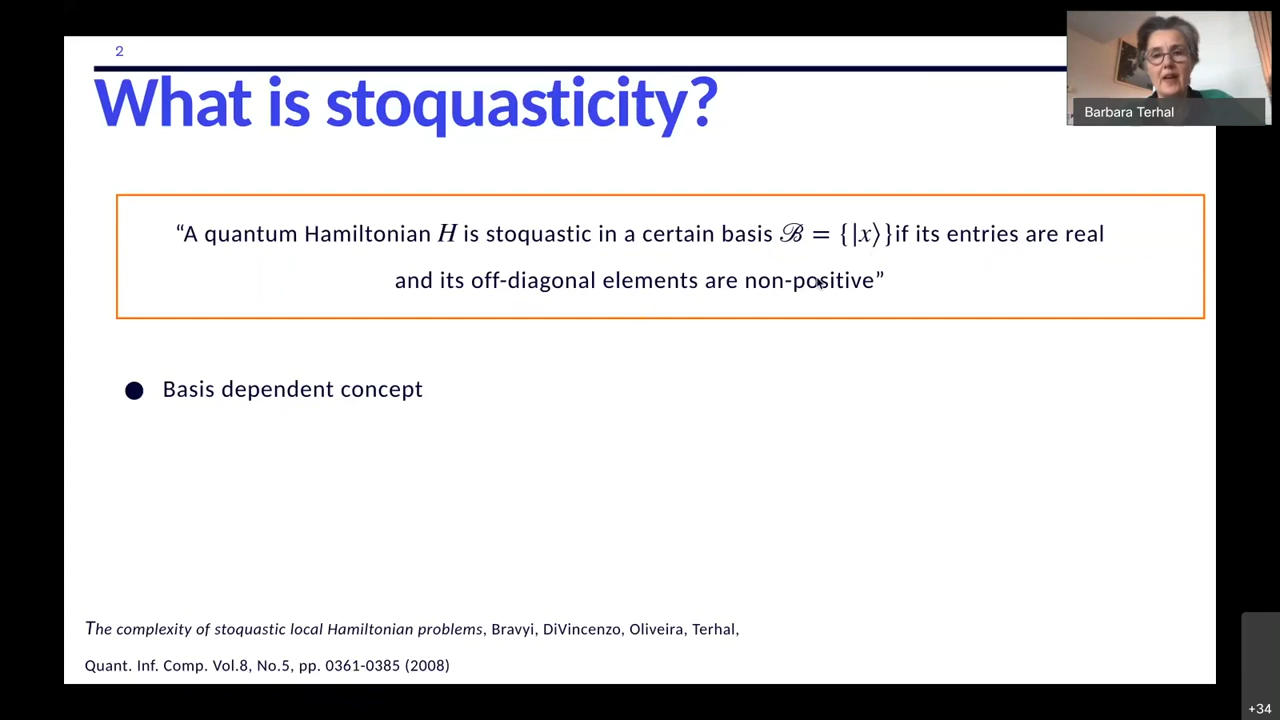 2
What is stoquasticity?
Barbara Terhal
“A quantum Hamiltonian H is stoquastic in a certain basis ℬ = {|x⟩}if its entries are real
and its off-diagonal elements are non-positive”
● Basis dependent concept
The complexity of stoquastic local Hamiltonian problems, Bravyi, DiVincenzo, Oliveira, Terhal,
Quant. Inf. Comp. Vol.8, No.5, pp. 0361-0385 (2008)
+34